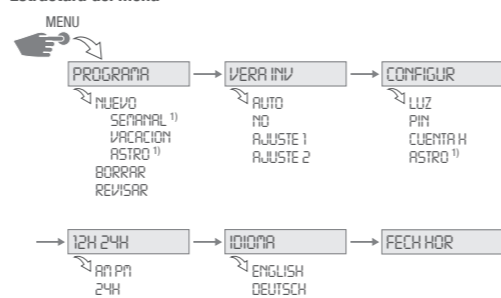 Estructura del menú
MENU
PROGRAMA
VERA INV
CONFIGUR
NUEVO
SEMANAL 1)
VACACION
ASTRO 1)
BORRAR
REVISAR
AUTO
NO
AJUSTE 1
AJUSTE 2
LUZ
PIN
CUENTA H
ASTRO 1)
12H 24H
IDIOMA
FECH HOR
AM PM
24H
ENGLISH
DEUTSCH